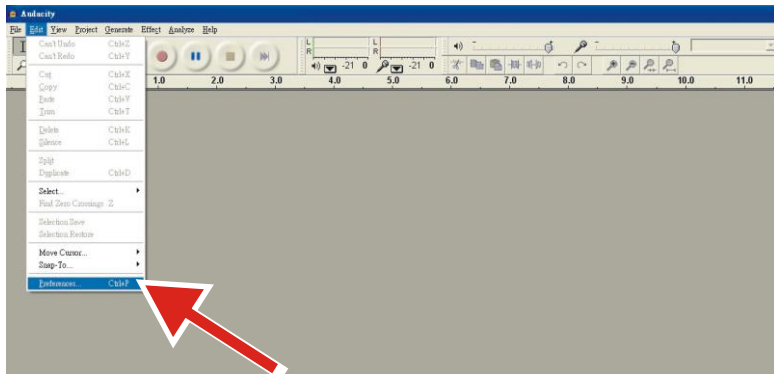 Audacity
File Edit View Project Generate Effect Analyze Help
Can't Undo Ctrl+Z
Can't Redo Ctrl+Y
Cut Ctrl+X
Copy Ctrl+C
Paste Ctrl+V
Trim Ctrl+T
Delete Ctrl+K
Silence Ctrl+L
Split
Duplicate Ctrl+D
Select...
Find Zero Crossings Z
Selection Save
Selection Restore
Move Cursor...
Snap-To...
Preferences... Ctrl+P
L
R
-21 0
L
R
-21 0
1.0 2.0 3.0 4.0 5.0 6.0 7.0 8.0 9.0 10.0 11.0